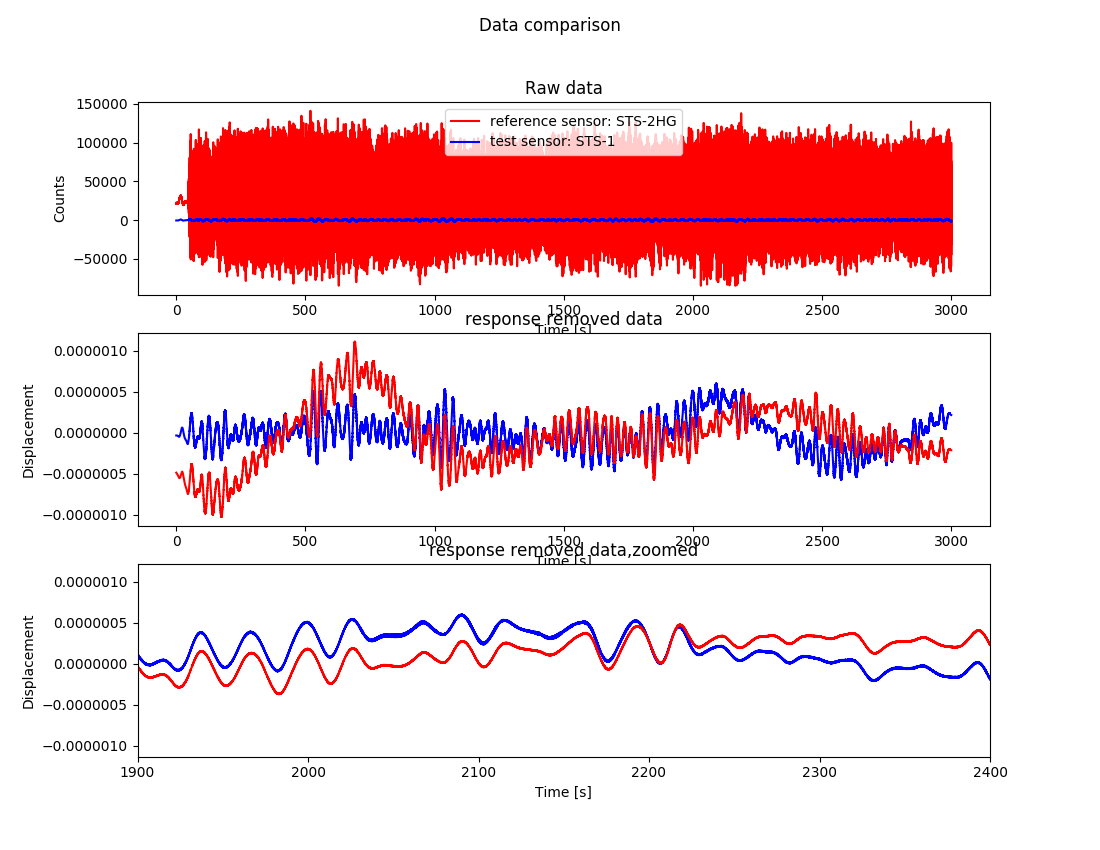 Data comparison
Raw data
150000
100000
50000
0
−50000
Counts
reference sensor: STS-2HG
test sensor: STS-1
0 500 1000 1500 2000 2500 3000
Time [s]
response removed data
0.0000010
0.0000005
0.0000000
−0.0000005
−0.0000010
Displacement
0 500 1000 1500 2000 2500 3000
Time [s]
response removed data,zoomed
0.0000010
0.0000005
0.0000000
−0.0000005
−0.0000010
Displacement
1900 2000 2100 2200 2300 2400
Time [s]